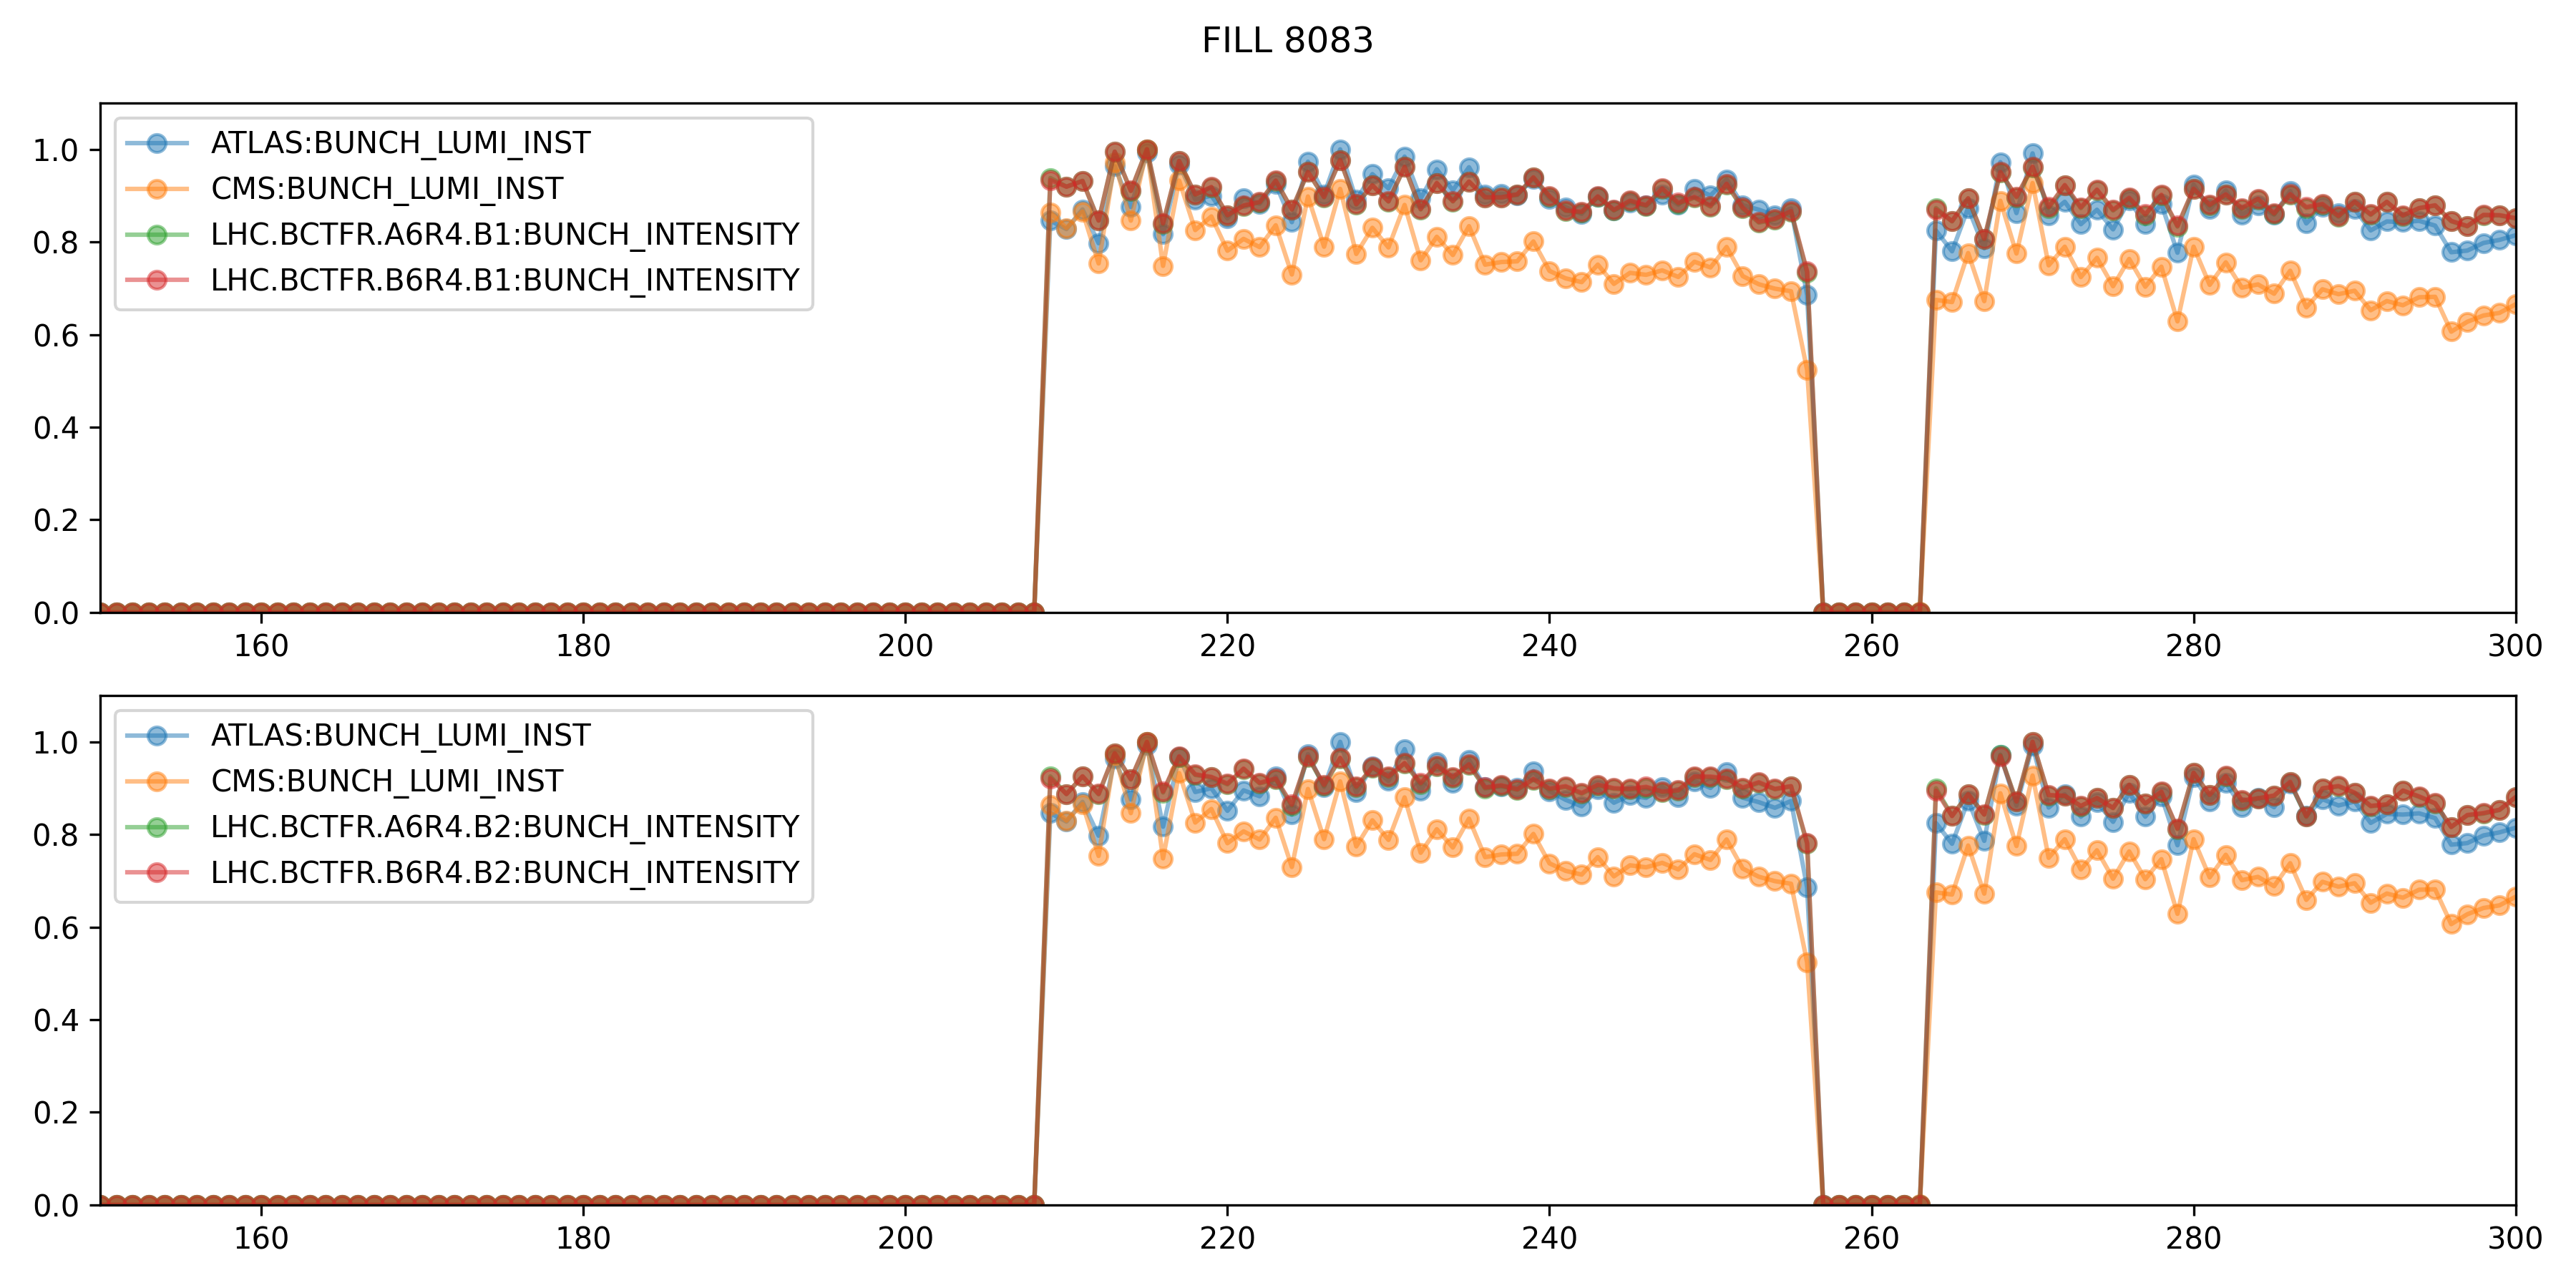 FILL 8083
ATLAS:BUNCH_LUMI_INST
CMS:BUNCH_LUMI_INST
LHC.BCTFR.A6R4.B1:BUNCH_INTENSITY
LHC.BCTFR.B6R4.B1:BUNCH_INTENSITY
1.0
0.8
0.6
0.4
0.2
0.0
160 180 200 220 240 260 280 300
ATLAS:BUNCH_LUMI_INST
CMS:BUNCH_LUMI_INST
LHC.BCTFR.A6R4.B2:BUNCH_INTENSITY
LHC.BCTFR.B6R4.B2:BUNCH_INTENSITY
1.0
0.8
0.6
0.4
0.2
0.0
160 180 200 220 240 260 280 300